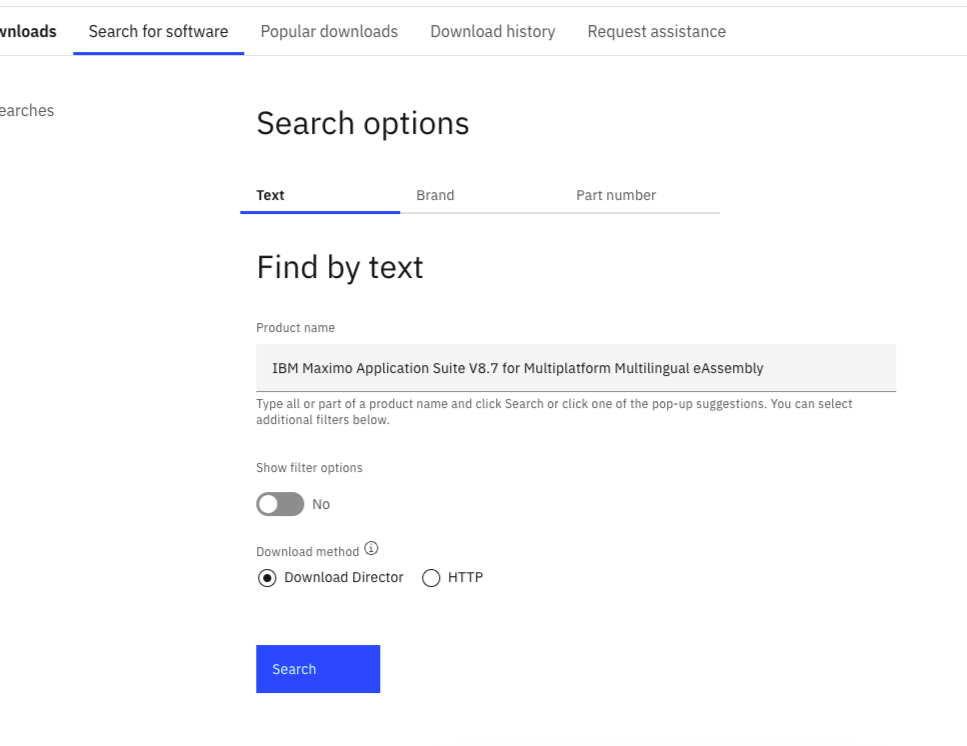 wnloads Search for software Popular downloads Download history Request assistance
earches
Search options
Text Brand Part number
Find by text
Product name
IBM Maximo Application Suite V8.7 for Multiplatform Multilingual eAssembly
Type all or part of a product name and click Search or click one of the pop-up suggestions. You can select
additional filters below.
Show filter options
No
Download method
Download Director HTTP
Search